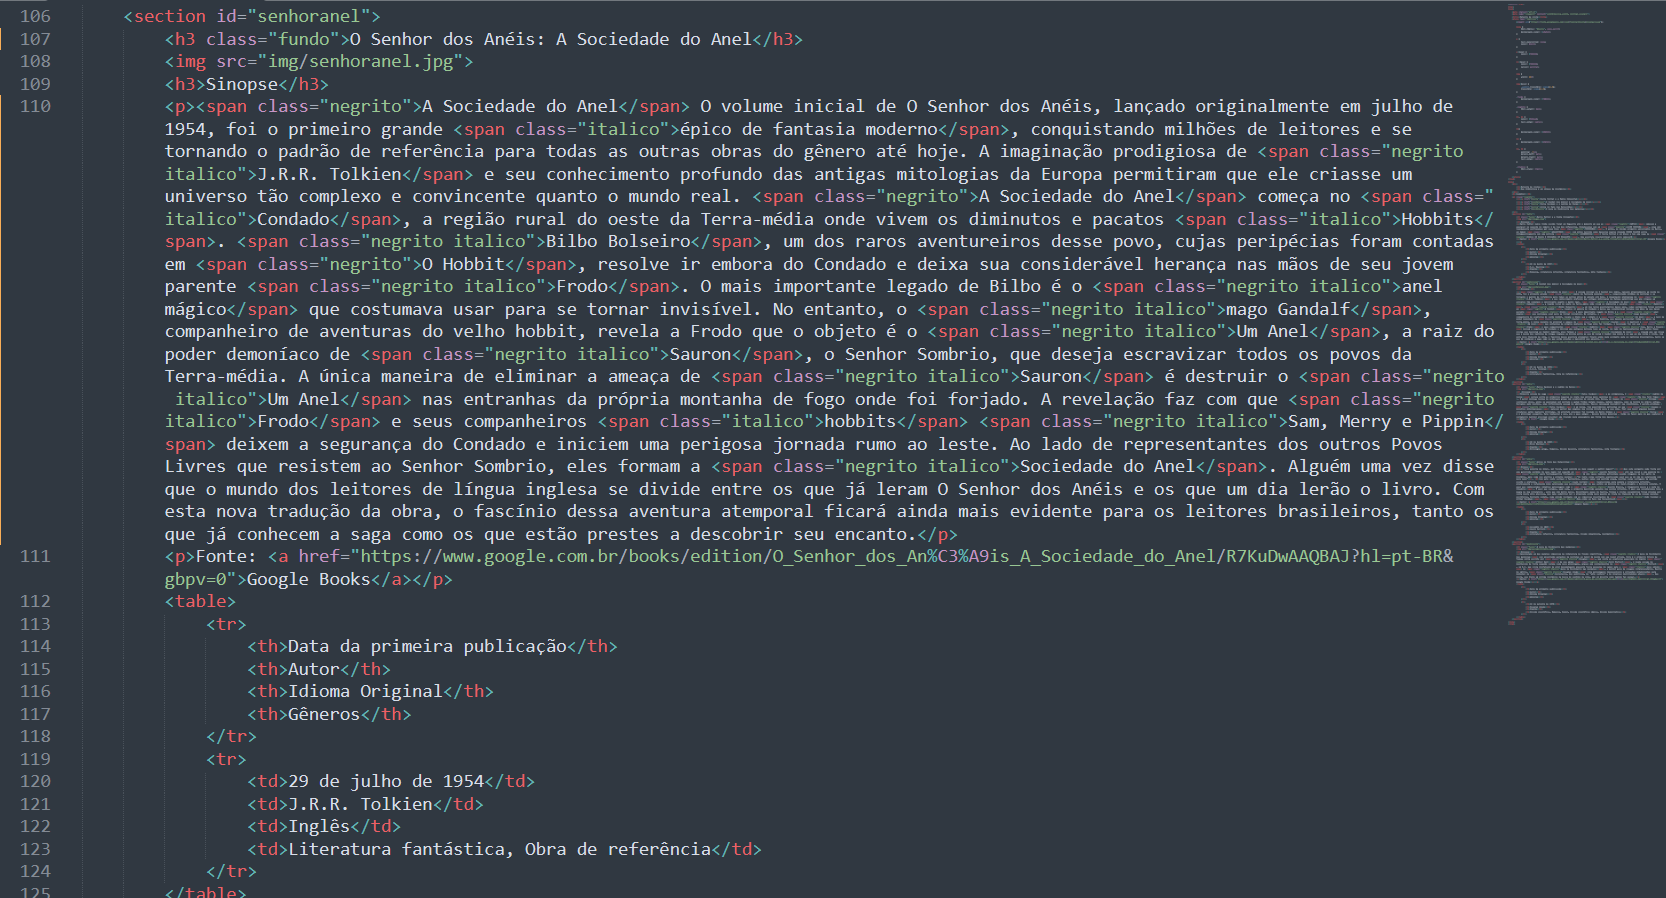 106 <section id="senhoranel">
107 <h3 class="fundo">O Senhor dos Anéis: A Sociedade do Anel</h3>
108 <img src="img/senhoranel.jpg">
109 <h3>Sinopse</h3>
110 <p><span class="negrito">A Sociedade do Anel</span> O volume inicial de O Senhor dos Anéis, lançado originalmente em julho de
1954, foi o primeiro grande <span class="italico">épico de fantasia moderno</span>, conquistando milhões de leitores e se
tornando o padrão de referência para todas as outras obras do gênero até hoje. A imaginação prodigiosa de <span class="negrito
italico">J.R.R. Tolkien</span> e seu conhecimento profundo das antigas mitologias da Europa permitiram que ele criasse um
universo tão complexo e convincente quanto o mundo real. <span class="negrito">A Sociedade do Anel</span> começa no <span class="
italico">Condado</span>, a região rural do oeste da Terra-média onde vivem os diminutos e pacatos <span class="italico">Hobbits</
span>. <span class="negrito italico">Bilbo Bolseiro</span>, um dos raros aventureiros desse povo, cujas peripécias foram contadas
em <span class="negrito">O Hobbit</span>, resolve ir embora do Condado e deixa sua considerável herança nas mãos de seu jovem
parente <span class="negrito italico">Frodo</span>. O mais importante legado de Bilbo é o <span class="negrito italico">anel
mágico</span> que costumava usar para se tornar invisível. No entanto, o <span class="negrito italico">mago Gandalf</span>,
companheiro de aventuras do velho hobbit, revela a Frodo que o objeto é o <span class="negrito italico">Um Anel</span>, a raiz do
poder demoníaco de <span class="negrito italico">Sauron</span>, o Senhor Sombrio, que deseja escravizar todos os povos da
Terra-média. A única maneira de eliminar a ameaça de <span class="negrito italico">Sauron</span> é destruir o <span class="negrito
italico">Um Anel</span> nas entranhas da própria montanha de fogo onde foi forjado. A revelação faz com que <span class="negrito
italico">Frodo</span> e seus companheiros <span class="italico">hobbits</span> <span class="negrito italico">Sam, Merry e Pippin</
span> deixem a segurança do Condado e iniciem uma perigosa jornada rumo ao leste. Ao lado de representantes dos outros Povos
Livres que resistem ao Senhor Sombrio, eles formam a <span class="negrito italico">Sociedade do Anel</span>. Alguém uma vez disse
que o mundo dos leitores de língua inglesa se divide entre os que já leram O Senhor dos Anéis e os que um dia lerão o livro. Com
esta nova tradução da obra, o fascínio dessa aventura atemporal ficará ainda mais evidente para os leitores brasileiros, tanto os
que já conhecem a saga como os que estão prestes a descobrir seu encanto.</p>
111 <p>Fonte: <a href="https://www.google.com.br/books/edition/O_Senhor_dos_An%C3%A9is_A_Sociedade_do_Anel/R7KuDwAAQBAJ?hl=pt-BR&
gbpv=0">Google Books</a></p>
112 <table>
113 <tr>
114 <th>Data da primeira publicação</th>
115 <th>Autor</th>
116 <th>Idioma Original</th>
117 <th>Gêneros</th>
118 </tr>
119 <tr>
120 <td>29 de julho de 1954</td>
121 <td>J.R.R. Tolkien</td>
122 <td>Inglês</td>
123 <td>Literatura fantástica, Obra de referência</td>
124 </tr>
125 </table>